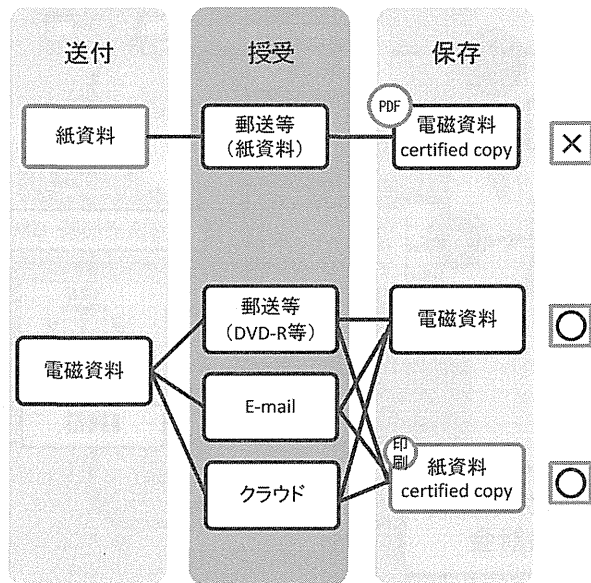 送付
授受
保存
紙資料
郵送等
（紙資料）
PDF
電磁資料
certified copy
×
電磁資料
郵送等
（DVD-R等）
E-mail
クラウド
電磁資料
○
印
刷
紙資料
certified copy
○